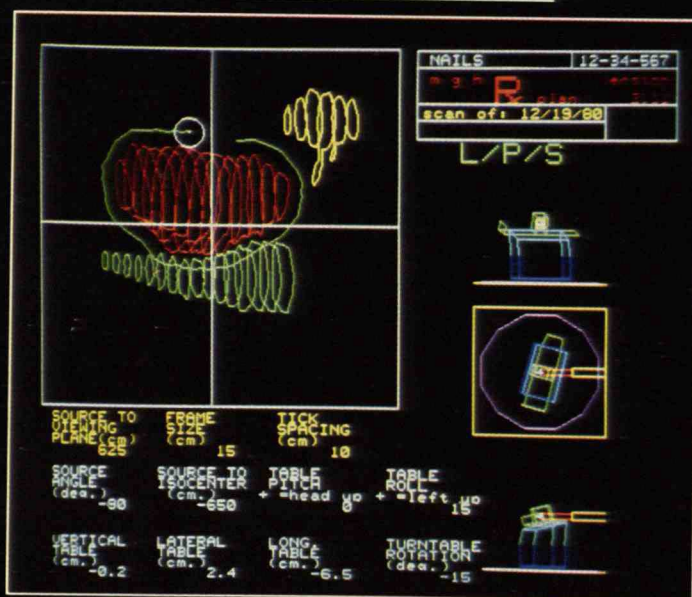 NAILS 12-34-567
m g h Rx plan
scan of: 12/19/80
L/P/S
SOURCE TO VIEWING PLANE(cm) 625
FRAME SIZE (cm) 15
TICK SPACING (cm) 10
SOURCE ANGLE (deg.) -80
SOURCE TO ISOCENTER (cm.) -650
TABLE PITCH + =head up 0
TABLE ROLL + =left up 15
VERTICAL TABLE (cm.) -0.2
LATERAL TABLE (cm.) 2.4
LONG. TABLE (cm.) -6.5
TURNTABLE ROTATION (deg.) -15